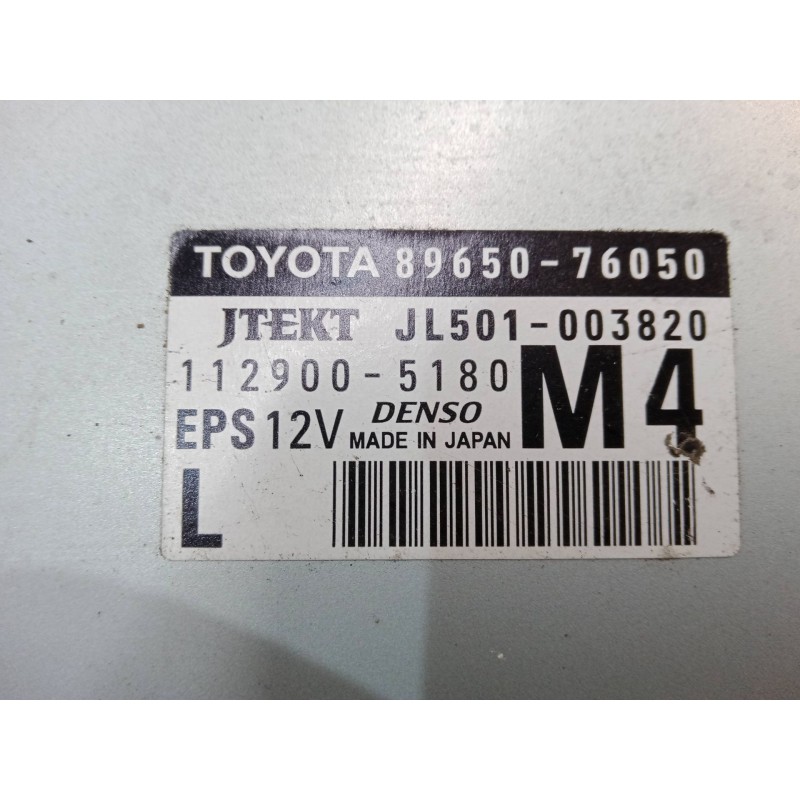 TOYOTA 89650-76050
JTEKT JL501-003820
112900-5180
EPS 12V DENSO M4
MADE IN JAPAN
L